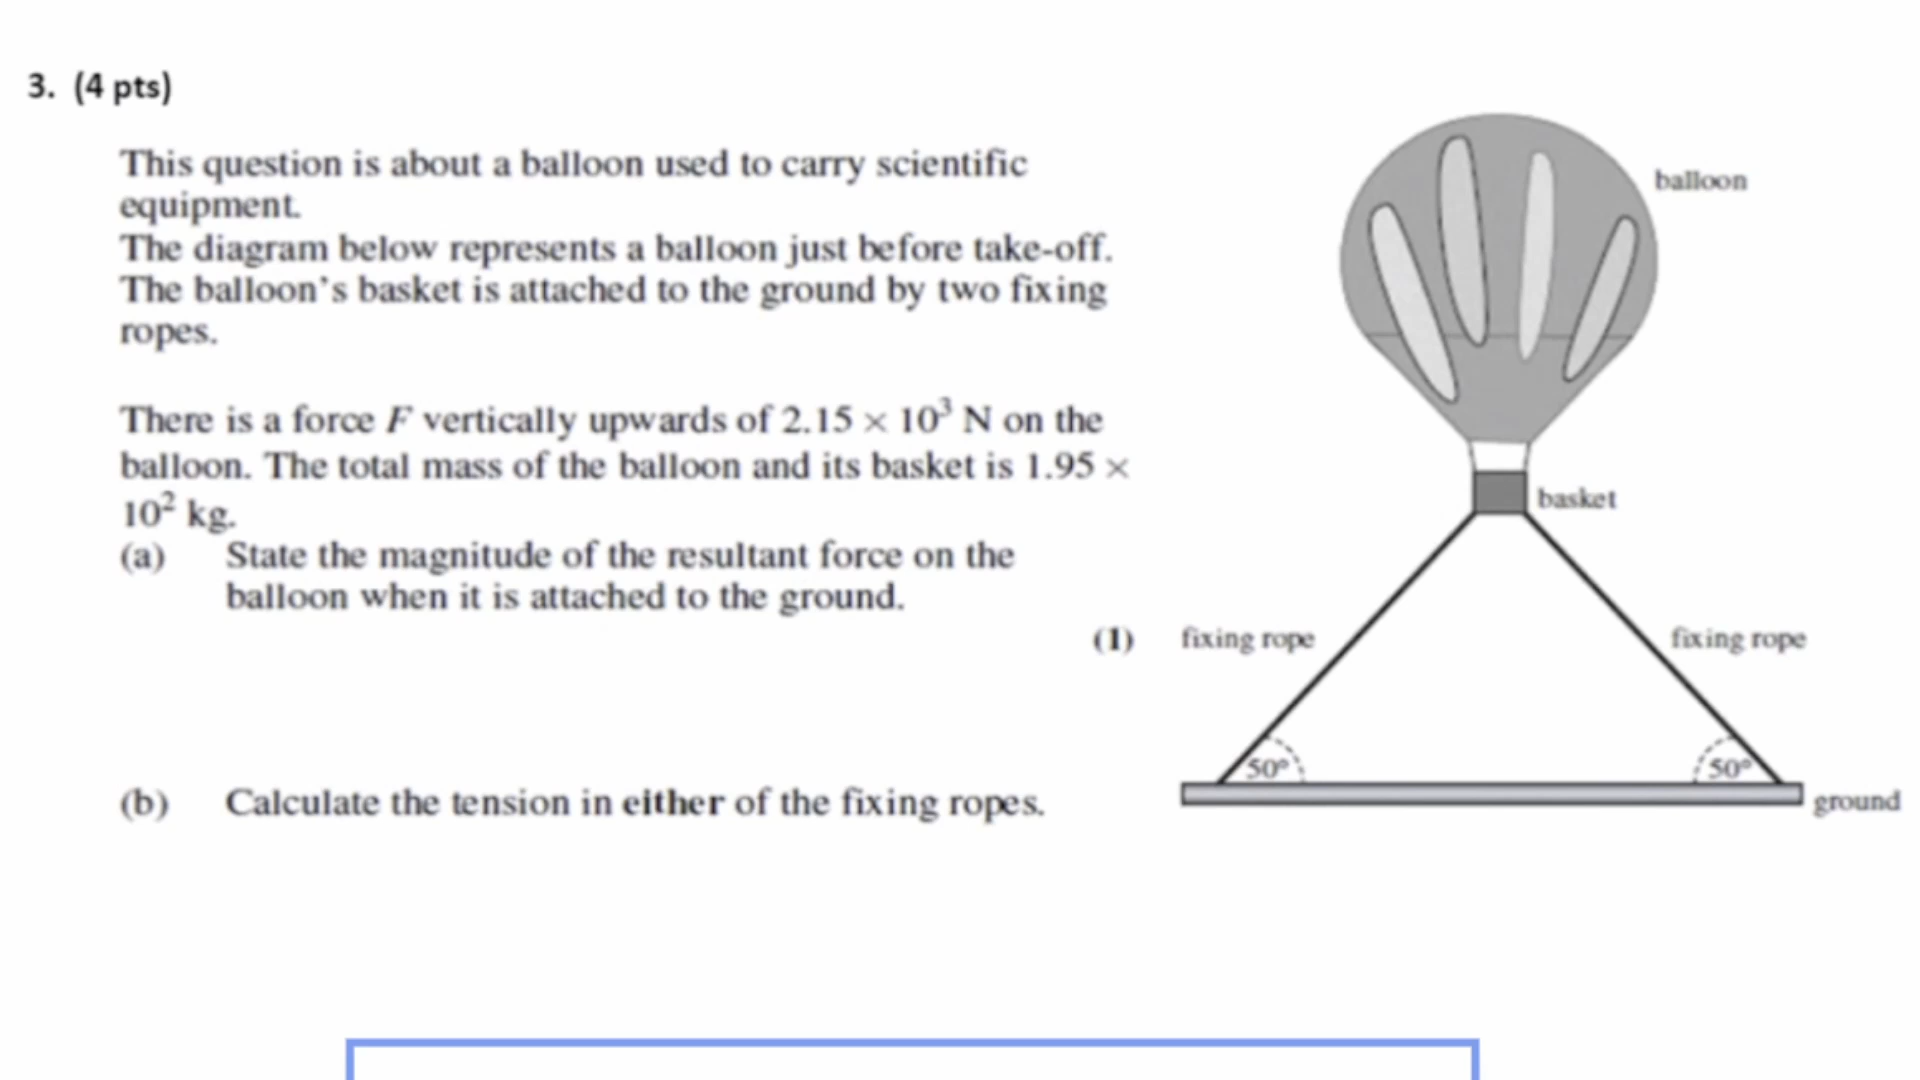 3. (4 pts)
This question is about a balloon used to carry scientific
equipment.
The diagram below represents a balloon just before take-off.
The balloon's basket is attached to the ground by two fixing
ropes.
There is a force F vertically upwards of 2.15 × 10³ N on the
balloon. The total mass of the balloon and its basket is 1.95 ×
10² kg.
(a) State the magnitude of the resultant force on the
balloon when it is attached to the ground.
(1)
(b) Calculate the tension in either of the fixing ropes.
balloon
basket
fixing rope
fixing rope
50°
50°
ground